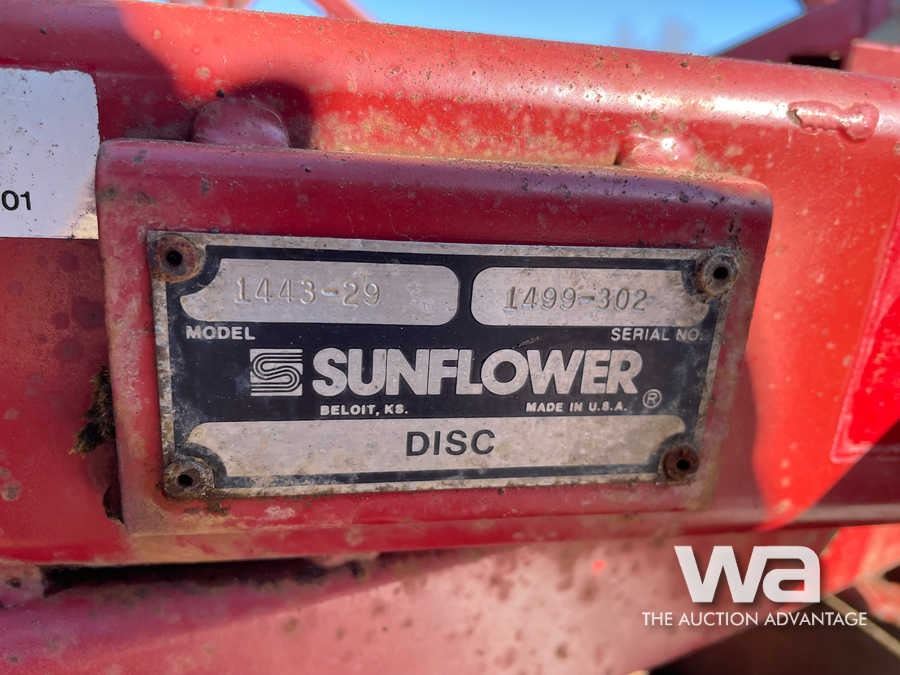 01
1443-29 1499-302
MODEL SERIAL NO.
SUNFLOWER ®
BELOIT, KS. MADE IN U.S.A.
DISC
wa
THE AUCTION ADVANTAGE